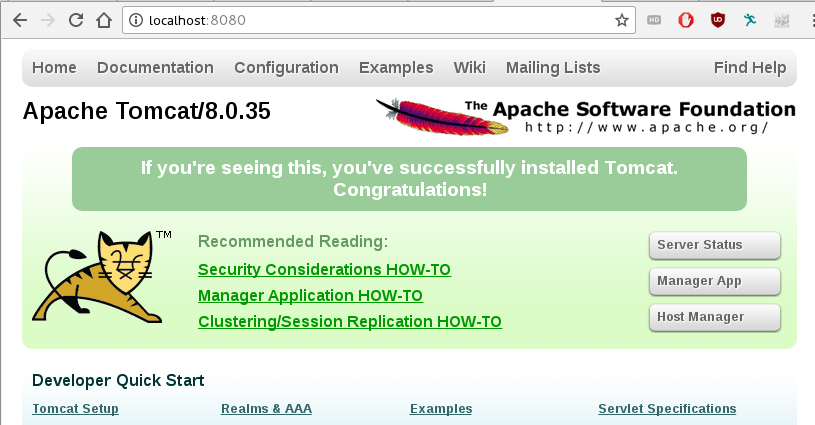 localhost:8080
HD
UD
Home Documentation Configuration Examples Wiki Mailing Lists Find Help
Apache Tomcat/8.0.35
The Apache Software Foundation
http://www.apache.org/
If you're seeing this, you've successfully installed Tomcat.
Congratulations!
TM
Recommended Reading:
Security Considerations HOW-TO
Manager Application HOW-TO
Clustering/Session Replication HOW-TO
Server Status
Manager App
Host Manager
Developer Quick Start
Tomcat Setup Realms & AAA Examples Servlet Specifications